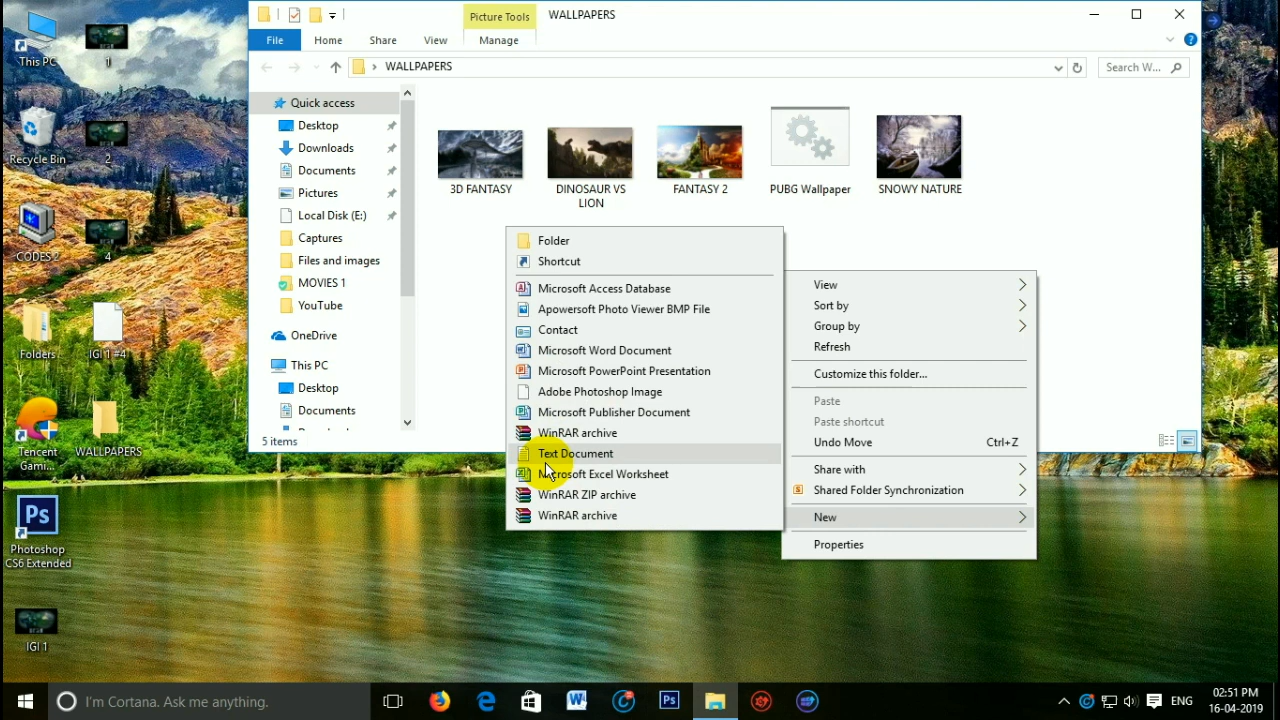 This PC
1
Recycle Bin
2
CODES 2
4
Folders
IGI 1 #4
Tencent
Gami...
WALLPAPERS
Ps
Photoshop
CS6 Extended
IGI 1
Picture Tools
WALLPAPERS
File
Home
Share
View
Manage
WALLPAPERS
Search W...
Quick access
Desktop
Downloads
Documents
Pictures
Local Disk (E:)
Captures
Files and images
MOVIES 1
YouTube
OneDrive
This PC
Desktop
Documents
5 items
3D FANTASY
DINOSAUR VS
LION
FANTASY 2
PUBG Wallpaper
SNOWY NATURE
Folder
Shortcut
Microsoft Access Database
Apowersoft Photo Viewer BMP File
Contact
Microsoft Word Document
Microsoft PowerPoint Presentation
Adobe Photoshop Image
Microsoft Publisher Document
WinRAR archive
Text Document
Microsoft Excel Worksheet
WinRAR ZIP archive
WinRAR archive
View
Sort by
Group by
Refresh
Customize this folder...
Paste
Paste shortcut
Undo Move Ctrl+Z
Share with
Shared Folder Synchronization
New
Properties
I'm Cortana. Ask me anything.
Ps
ENG
02:51 PM
16-04-2019